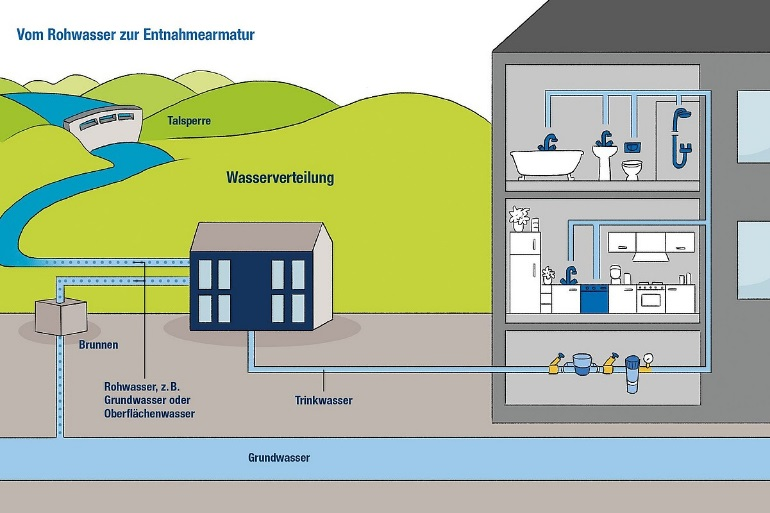 Vom Rohwasser zur Entnahmearmatur
Talsperre
Wasserverteilung
Brunnen
Rohwasser, z. B.
Grundwasser oder
Oberflächenwasser
Trinkwasser
Grundwasser